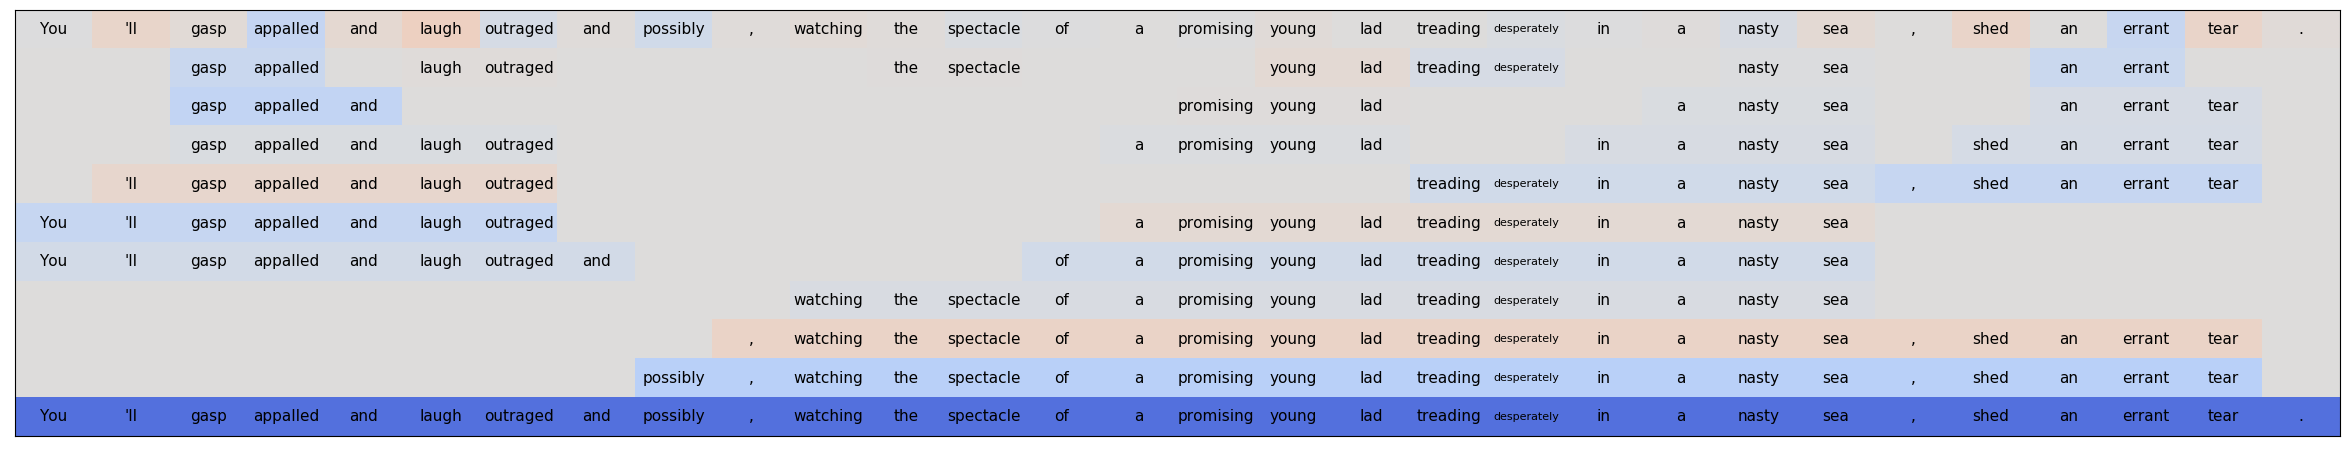 You 'll gasp appalled and laugh outraged and possibly , watching the spectacle of a promising young lad treading desperately in a nasty sea , shed an errant tear .
gasp appalled laugh outraged the spectacle young lad treading desperately nasty sea an errant
gasp appalled and promising young lad a nasty sea an errant tear
gasp appalled and laugh outraged a promising young lad in a nasty sea shed an errant tear
'll gasp appalled and laugh outraged treading desperately in a nasty sea , shed an errant tear
You 'll gasp appalled and laugh outraged a promising young lad treading desperately in a nasty sea
You 'll gasp appalled and laugh outraged and of a promising young lad treading desperately in a nasty sea
watching the spectacle of a promising young lad treading desperately in a nasty sea
, watching the spectacle of a promising young lad treading desperately in a nasty sea , shed an errant tear
possibly , watching the spectacle of a promising young lad treading desperately in a nasty sea , shed an errant tear
You 'll gasp appalled and laugh outraged and possibly , watching the spectacle of a promising young lad treading desperately in a nasty sea , shed an errant tear .